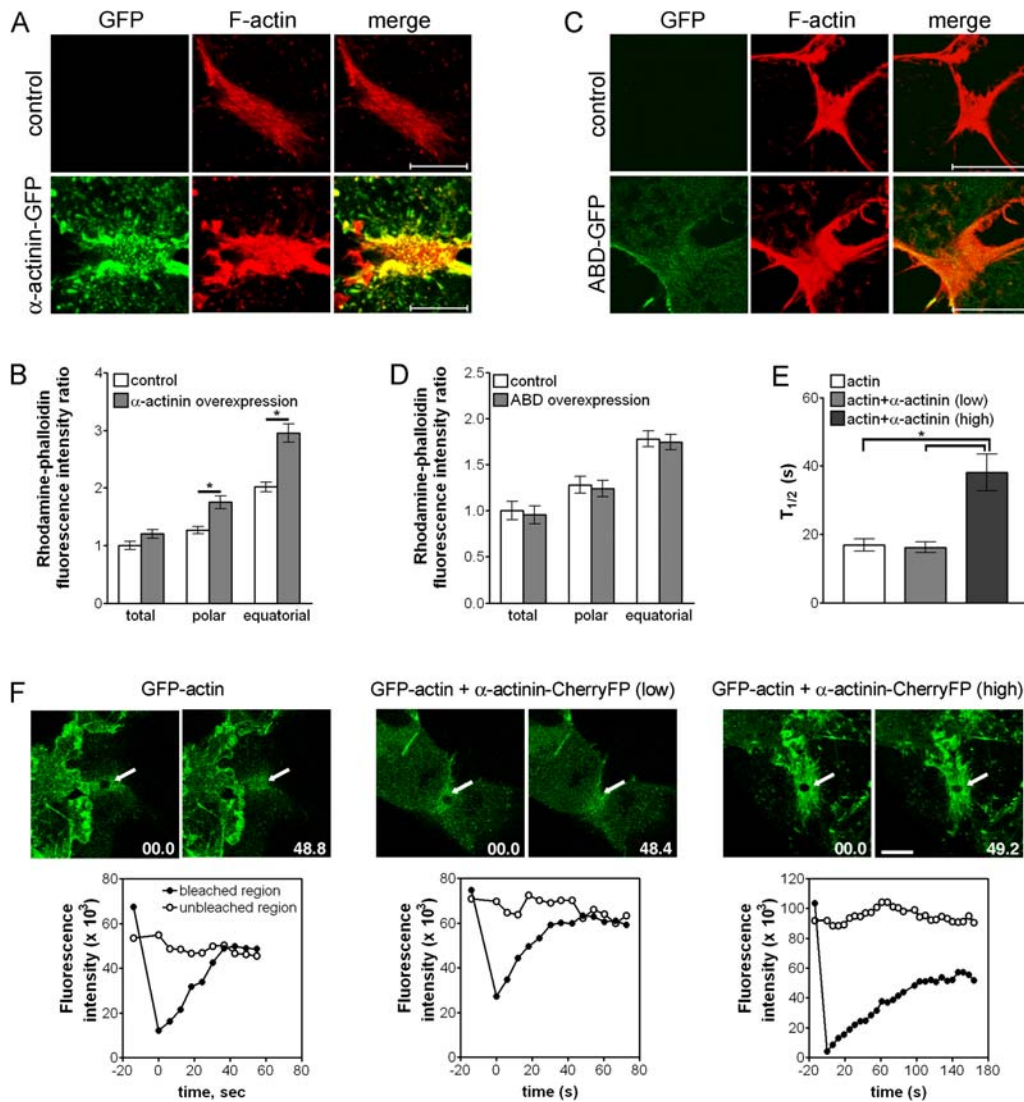 A
GFP
F-actin
merge
control
α-actinin-GFP
C
GFP
F-actin
merge
control
ABD-GFP
B
Rhodamine-phalloidin
fluorescence intensity ratio
4
3
2
1
0
control
α-actinin overexpression
*
*
total
polar
equatorial
D
Rhodamine-phalloidin
fluorescence intensity ratio
2.5
2.0
1.5
1.0
0.5
0.0
control
ABD overexpression
total
polar
equatorial
E
actin
actin+α-actinin (low)
actin+α-actinin (high)
*
T1/2 (s)
60
40
20
0
F
GFP-actin
00.0
48.8
GFP-actin + α-actinin-CherryFP (low)
00.0
48.4
GFP-actin + α-actinin-CherryFP (high)
00.0
49.2
Fluorescence
intensity (x 10³)
80
60
40
20
0
bleached region
unbleached region
-20 0 20 40 60 80
time, sec
Fluorescence
intensity (x 10³)
80
60
40
20
0
-20 0 20 40 60 80
time (s)
Fluorescence
intensity (x 10³)
120
100
80
60
40
20
0
-20 20 60 100 140 180
time (s)